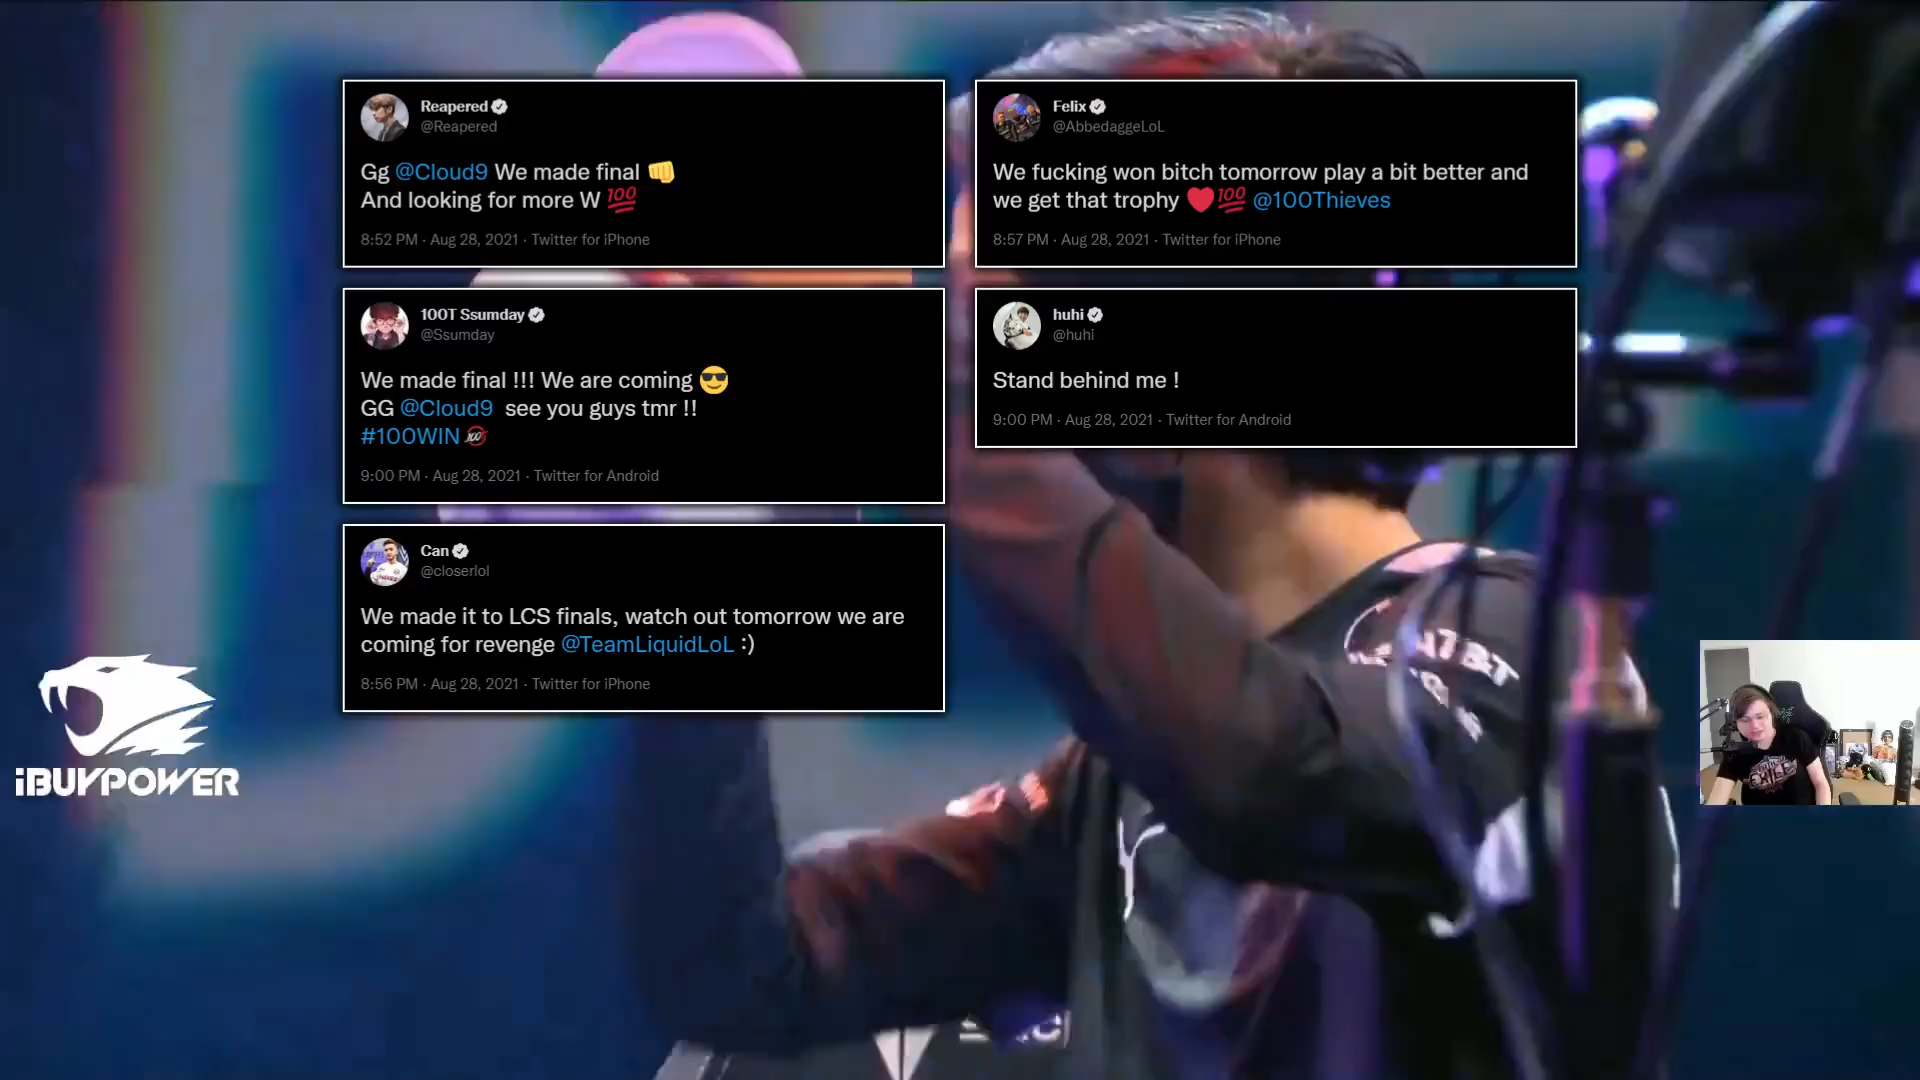 Reapered
@Reapered
Gg @Cloud9 We made final 👊
And looking for more W 💯
8:52 PM · Aug 28, 2021 · Twitter for iPhone
Felix
@AbbedaggeLoL
We fucking won bitch tomorrow play a bit better and
we get that trophy ❤️💯 @100Thieves
8:57 PM · Aug 28, 2021 · Twitter for iPhone
100T Ssumday
@Ssumday
We made final !!! We are coming 😎
GG @Cloud9 see you guys tmr !!
#100WIN
9:00 PM · Aug 28, 2021 · Twitter for Android
huhi
@huhi
Stand behind me !
9:00 PM · Aug 28, 2021 · Twitter for Android
Can
@closerlol
We made it to LCS finals, watch out tomorrow we are
coming for revenge @TeamLiquidLoL :)
8:56 PM · Aug 28, 2021 · Twitter for iPhone
iBUYPOWER
EXILE